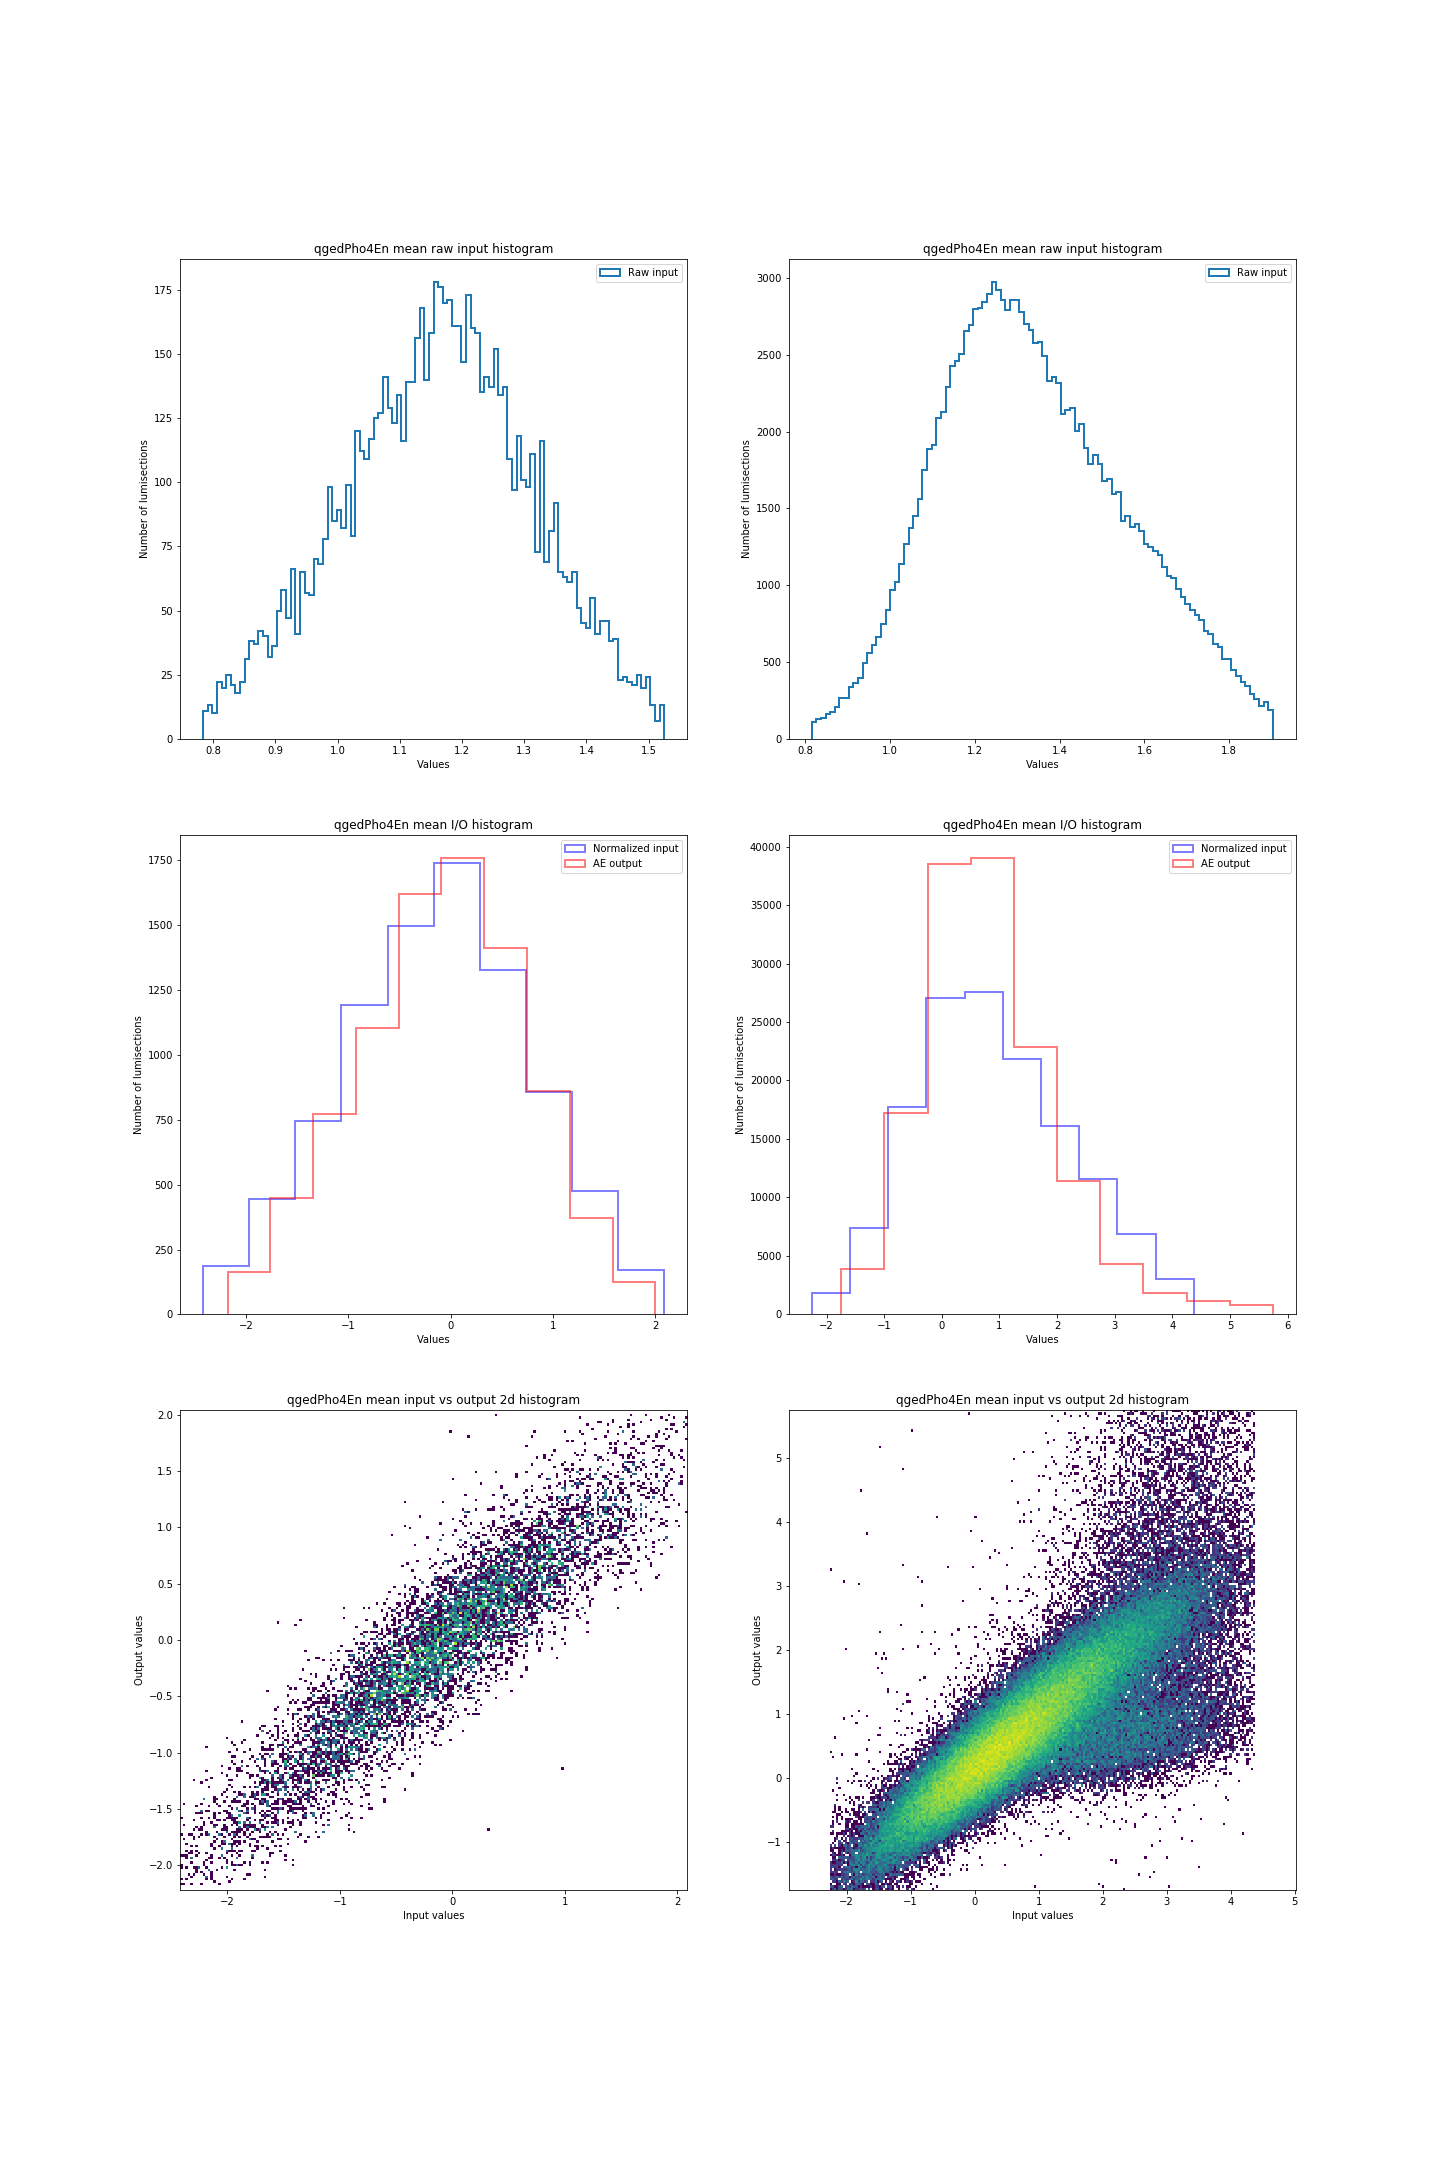 qgedPho4En mean raw input histogram
Raw input
175
150
125
100
75
50
25
0
Number of lumisections
0.8 0.9 1.0 1.1 1.2 1.3 1.4 1.5
Values
qgedPho4En mean raw input histogram
Raw input
3000
2500
2000
1500
1000
500
0
Number of lumisections
0.8 1.0 1.2 1.4 1.6 1.8
Values
qgedPho4En mean I/O histogram
Normalized input
AE output
1750
1500
1250
1000
750
500
250
0
Number of lumisections
−2 −1 0 1 2
Values
qgedPho4En mean I/O histogram
Normalized input
AE output
40000
35000
30000
25000
20000
15000
10000
5000
0
Number of lumisections
−2 −1 0 1 2 3 4 5 6
Values
qgedPho4En mean input vs output 2d histogram
2.0
1.5
1.0
0.5
0.0
−0.5
−1.0
−1.5
−2.0
Output values
−2 −1 0 1 2
Input values
qgedPho4En mean input vs output 2d histogram
5
4
3
2
1
0
−1
Output values
−2 −1 0 1 2 3 4 5
Input values